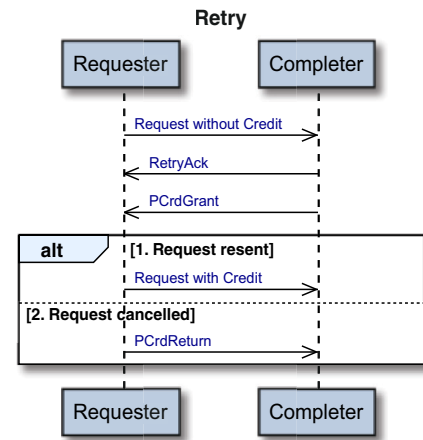 Retry
Requester Completer
Request without Credit
RetryAck
PCrdGrant
alt [1. Request resent]
Request with Credit
[2. Request cancelled]
PCrdReturn
Requester Completer